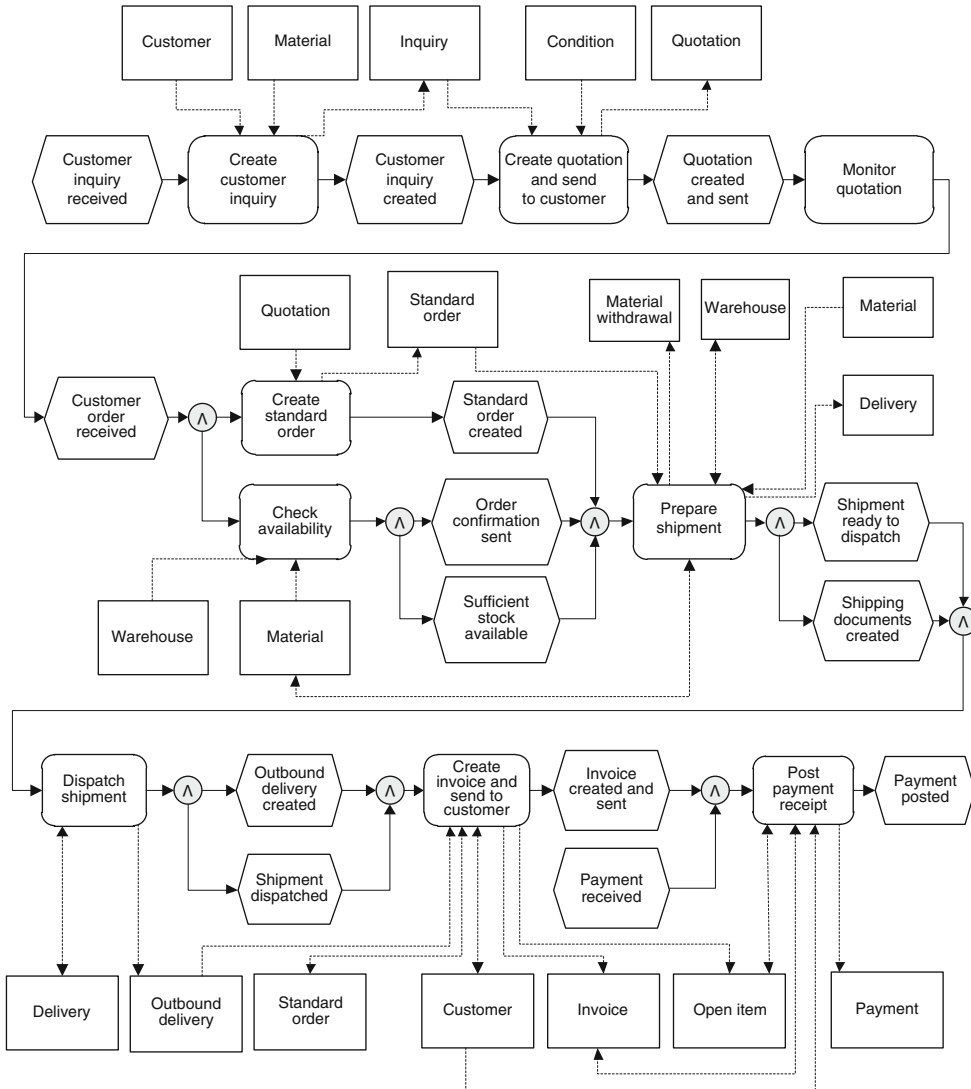 Customer
Material
Inquiry
Condition
Quotation
Customer
inquiry
received
Create
customer
inquiry
Customer
inquiry
created
Create quotation
and send
to customer
Quotation
created
and sent
Monitor
quotation
Quotation
Standard
order
Material
withdrawal
Warehouse
Material
Delivery
Customer
order
received
Λ
Create
standard
order
Standard
order
created
Check
availability
Λ
Order
confirmation
sent
Λ
Prepare
shipment
Λ
Shipment
ready to
dispatch
Sufficient
stock
available
Shipping
documents
created
Λ
Warehouse
Material
Dispatch
shipment
Λ
Outbound
delivery
created
Λ
Create
invoice and
send to
customer
Invoice
created and
sent
Λ
Post
payment
receipt
Payment
posted
Shipment
dispatched
Payment
received
Delivery
Outbound
delivery
Standard
order
Customer
Invoice
Open item
Payment